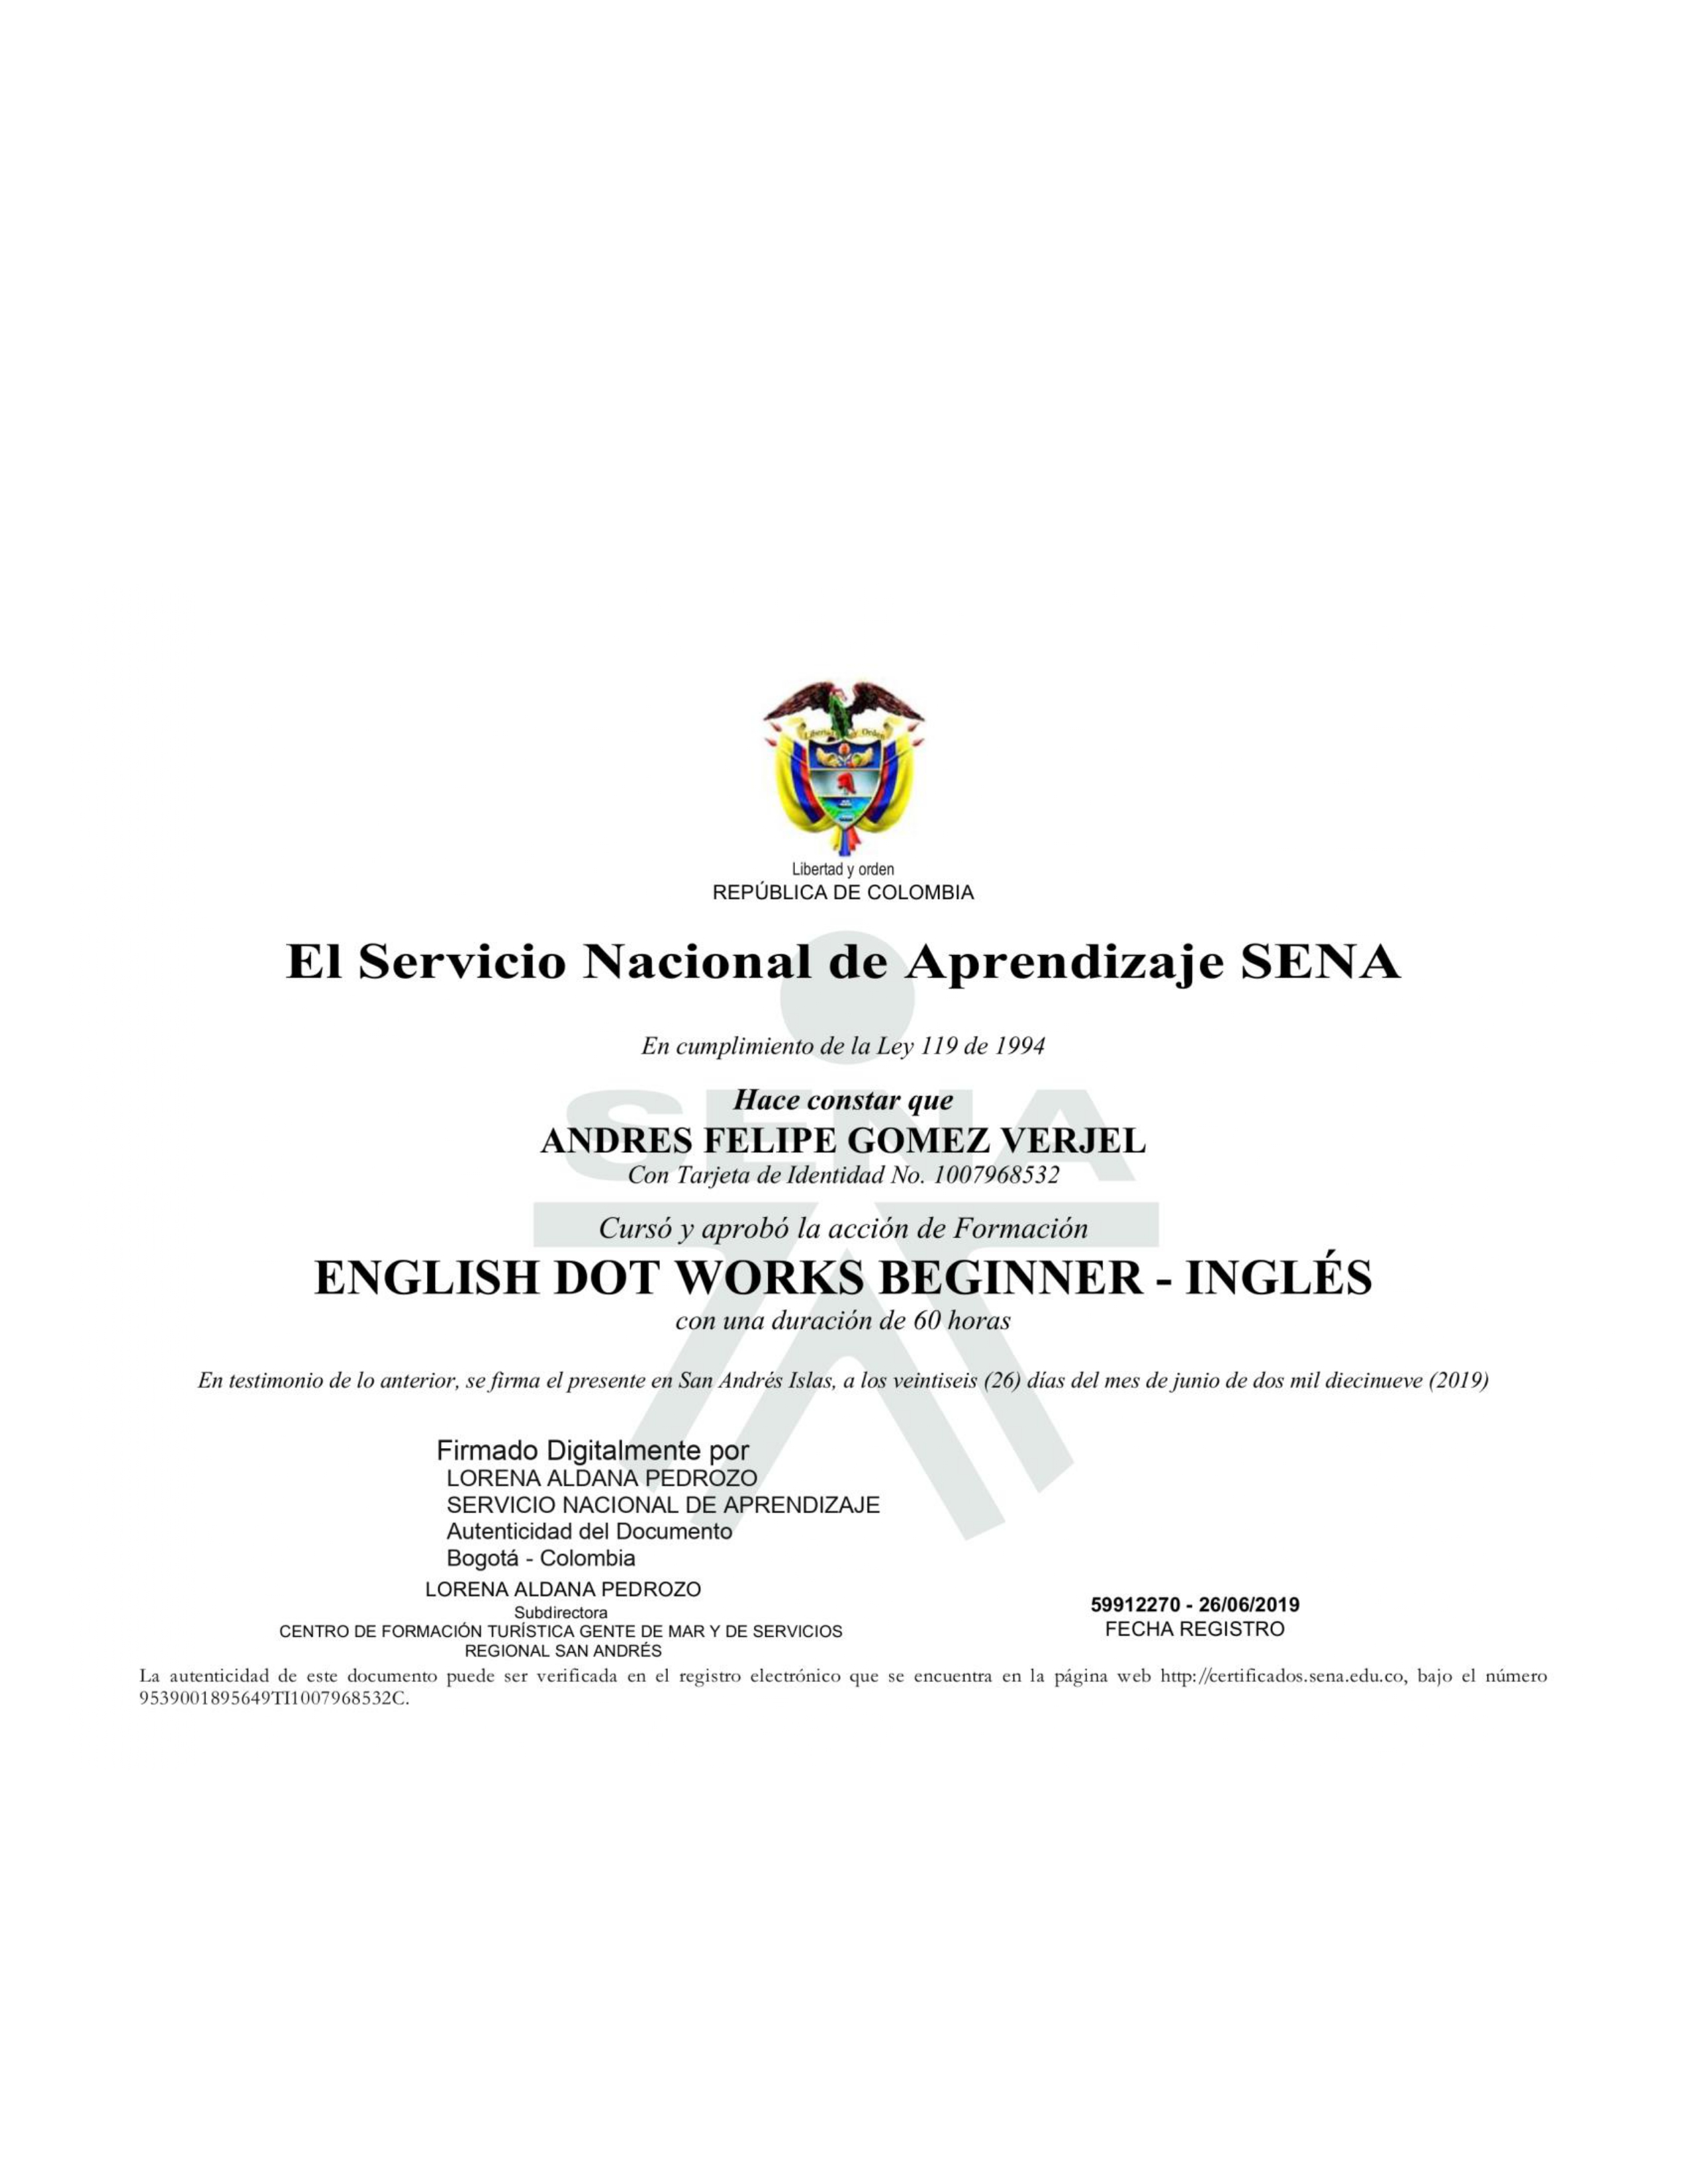 Libertad y Orden
Libertad y orden
REPÚBLICA DE COLOMBIA
El Servicio Nacional de Aprendizaje SENA
En cumplimiento de la Ley 119 de 1994
SENA
Hace constar que
ANDRES FELIPE GOMEZ VERJEL
Con Tarjeta de Identidad No. 1007968532
Cursó y aprobó la acción de Formación
ENGLISH DOT WORKS BEGINNER - INGLÉS
con una duración de 60 horas
En testimonio de lo anterior, se firma el presente en San Andrés Islas, a los veintiseis (26) días del mes de junio de dos mil diecinueve (2019)
Firmado Digitalmente por
LORENA ALDANA PEDROZO
SERVICIO NACIONAL DE APRENDIZAJE
Autenticidad del Documento
Bogotá - Colombia
LORENA ALDANA PEDROZO
Subdirectora
CENTRO DE FORMACIÓN TURÍSTICA GENTE DE MAR Y DE SERVICIOS
REGIONAL SAN ANDRÉS
59912270 - 26/06/2019
FECHA REGISTRO
La autenticidad de este documento puede ser verificada en el registro electrónico que se encuentra en la página web http://certificados.sena.edu.co, bajo el número
9539001895649TI1007968532C.